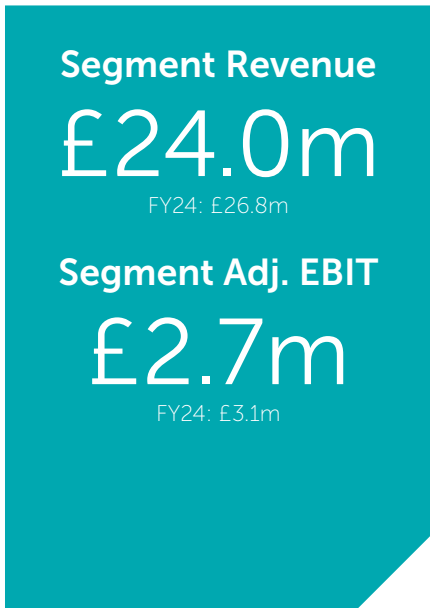 Segment Revenue
£24.0m
FY24: £26.8m
Segment Adj. EBIT
£2.7m
FY24: £3.1m